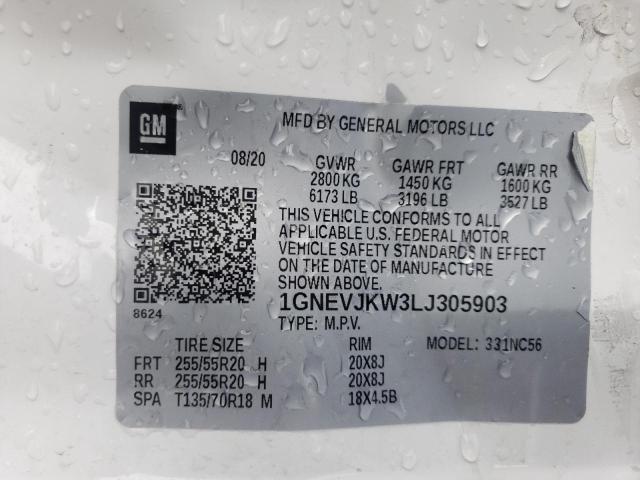 GM
MFD BY GENERAL MOTORS LLC
08/20
GVWR GAWR FRT GAWR RR
2800 KG 1450 KG 1600 KG
6173 LB 3196 LB 3527 LB
THIS VEHICLE CONFORMS TO ALL
APPLICABLE U.S. FEDERAL MOTOR
VEHICLE SAFETY STANDARDS IN EFFECT
ON THE DATE OF MANUFACTURE
SHOWN ABOVE.
8624
1GNEVJKW3LJ305903
TYPE: M.P.V. MODEL: 331NC56
TIRE SIZE RIM
FRT 255/55R20 H 20X8J
RR 255/55R20 H 20X8J
SPA T135/70R18 M 18X4.5B